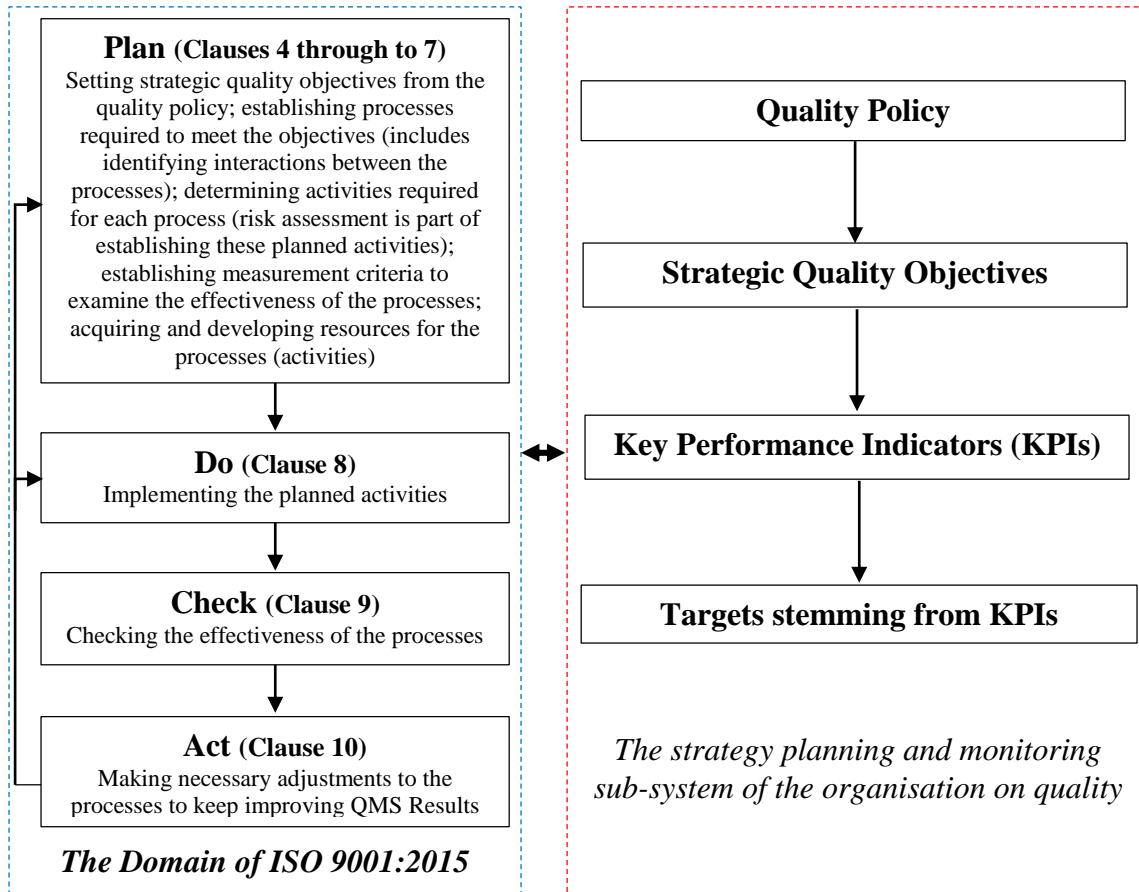 Plan (Clauses 4 through to 7)
Setting strategic quality objectives from the
quality policy; establishing processes
required to meet the objectives (includes
identifying interactions between the
processes); determining activities required
for each process (risk assessment is part of
establishing these planned activities);
establishing measurement criteria to
examine the effectiveness of the processes;
acquiring and developing resources for the
processes (activities)
Do (Clause 8)
Implementing the planned activities
Check (Clause 9)
Checking the effectiveness of the processes
Act (Clause 10)
Making necessary adjustments to the
processes to keep improving QMS Results
The Domain of ISO 9001:2015
Quality Policy
Strategic Quality Objectives
Key Performance Indicators (KPIs)
Targets stemming from KPIs
The strategy planning and monitoring
sub-system of the organisation on quality